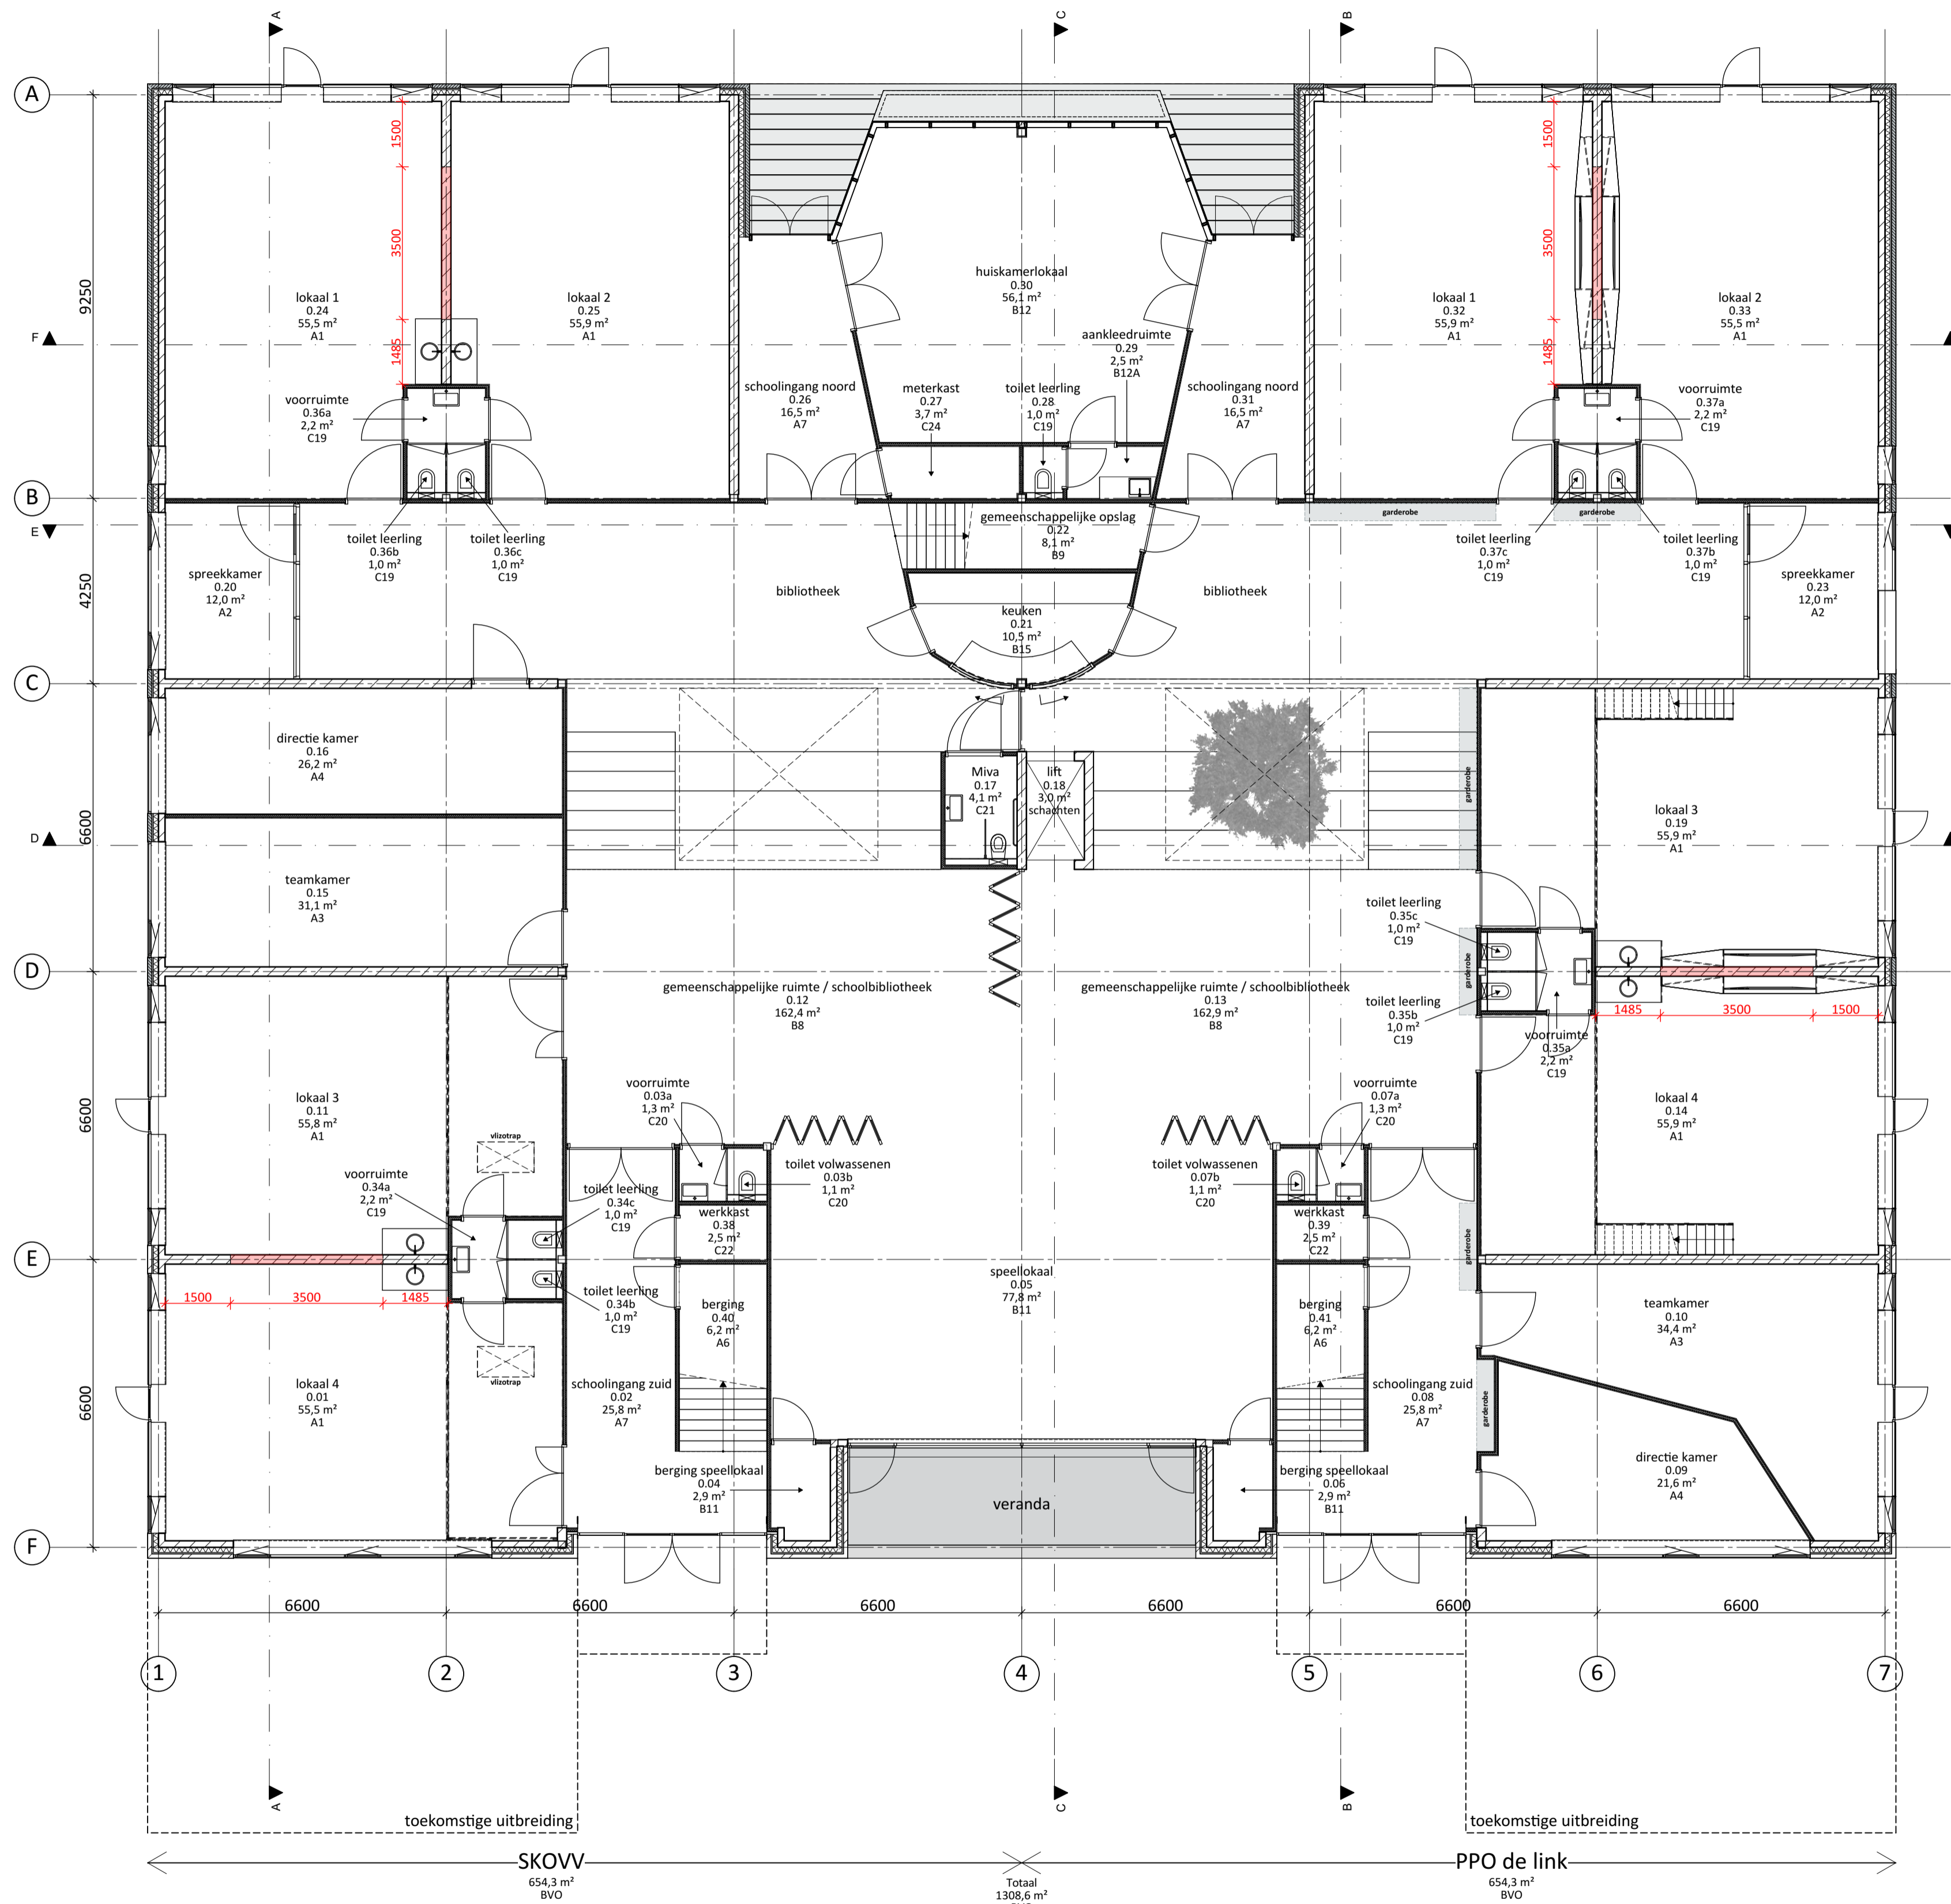 A
C
B
A
1500
3500
1485
9250
lokaal 1
0.24
55,5 m²
A1
lokaal 2
0.25
55,9 m²
A1
huiskamerlokaal
0.30
56,1 m²
B12
1500
3500
1485
lokaal 1
0.32
55,9 m²
A1
lokaal 2
0.33
55,5 m²
A1
F
aankleedruimte
0.29
2,5 m²
B12A
voorruimte
0.36a
2,2 m²
C19
schoolingang noord
0.26
16,5 m²
A7
meterkast
0.27
3,7 m²
C24
toilet leerling
0.28
1,0 m²
C19
schoolingang noord
0.31
16,5 m²
A7
voorruimte
0.37a
2,2 m²
C19
B
garderobe
garderobe
E
gemeenschappelijke opslag
0.22
8,1 m²
B9
toilet leerling
0.36b
1,0 m²
C19
toilet leerling
0.36c
1,0 m²
C19
toilet leerling
0.37c
1,0 m²
C19
toilet leerling
0.37b
1,0 m²
C19
4250
spreekkamer
0.20
12,0 m²
A2
bibliotheek
keuken
0.21
10,5 m²
B15
bibliotheek
spreekkamer
0.23
12,0 m²
A2
C
directie kamer
0.16
26,2 m²
A4
Miva
0.17
4,1 m²
C21
lift
0.18
3,0 m²
schachten
garderobe
lokaal 3
0.19
55,9 m²
A1
6600
D
teamkamer
0.15
31,1 m²
A3
toilet leerling
0.35c
1,0 m²
C19
D
garderobe
gemeenschappelijke ruimte / schoolbibliotheek
0.12
162,4 m²
B8
gemeenschappelijke ruimte / schoolbibliotheek
0.13
162,9 m²
B8
toilet leerling
0.35b
1,0 m²
C19
1485
3500
1500
voorruimte
0.35a
2,2 m²
C19
6600
lokaal 3
0.11
55,8 m²
A1
voorruimte
0.03a
1,3 m²
C20
voorruimte
0.07a
1,3 m²
C20
lokaal 4
0.14
55,9 m²
A1
vlizotrap
voorruimte
0.34a
2,2 m²
C19
toilet leerling
0.34c
1,0 m²
C19
toilet volwassenen
0.03b
1,1 m²
C20
toilet volwassenen
0.07b
1,1 m²
C20
werkkast
0.38
2,5 m²
C22
werkkast
0.39
2,5 m²
C22
garderobe
E
1500
3500
1485
toilet leerling
0.34b
1,0 m²
C19
berging
0.40
6,2 m²
A6
speellokaal
0.05
77,8 m²
B11
berging
0.41
6,2 m²
A6
teamkamer
0.10
34,4 m²
A3
6600
lokaal 4
0.01
55,5 m²
A1
vlizotrap
schoolingang zuid
0.02
25,8 m²
A7
schoolingang zuid
0.08
25,8 m²
A7
garderobe
berging speellokaal
0.04
2,9 m²
B11
veranda
berging speellokaal
0.06
2,9 m²
B11
directie kamer
0.09
21,6 m²
A4
F
6600
6600
6600
6600
6600
6600
1
2
3
4
5
6
7
A
C
B
toekomstige uitbreiding
toekomstige uitbreiding
SKOVV
654,3 m²
BVO
Totaal
1308,6 m²
PPO de link
654,3 m²
BVO